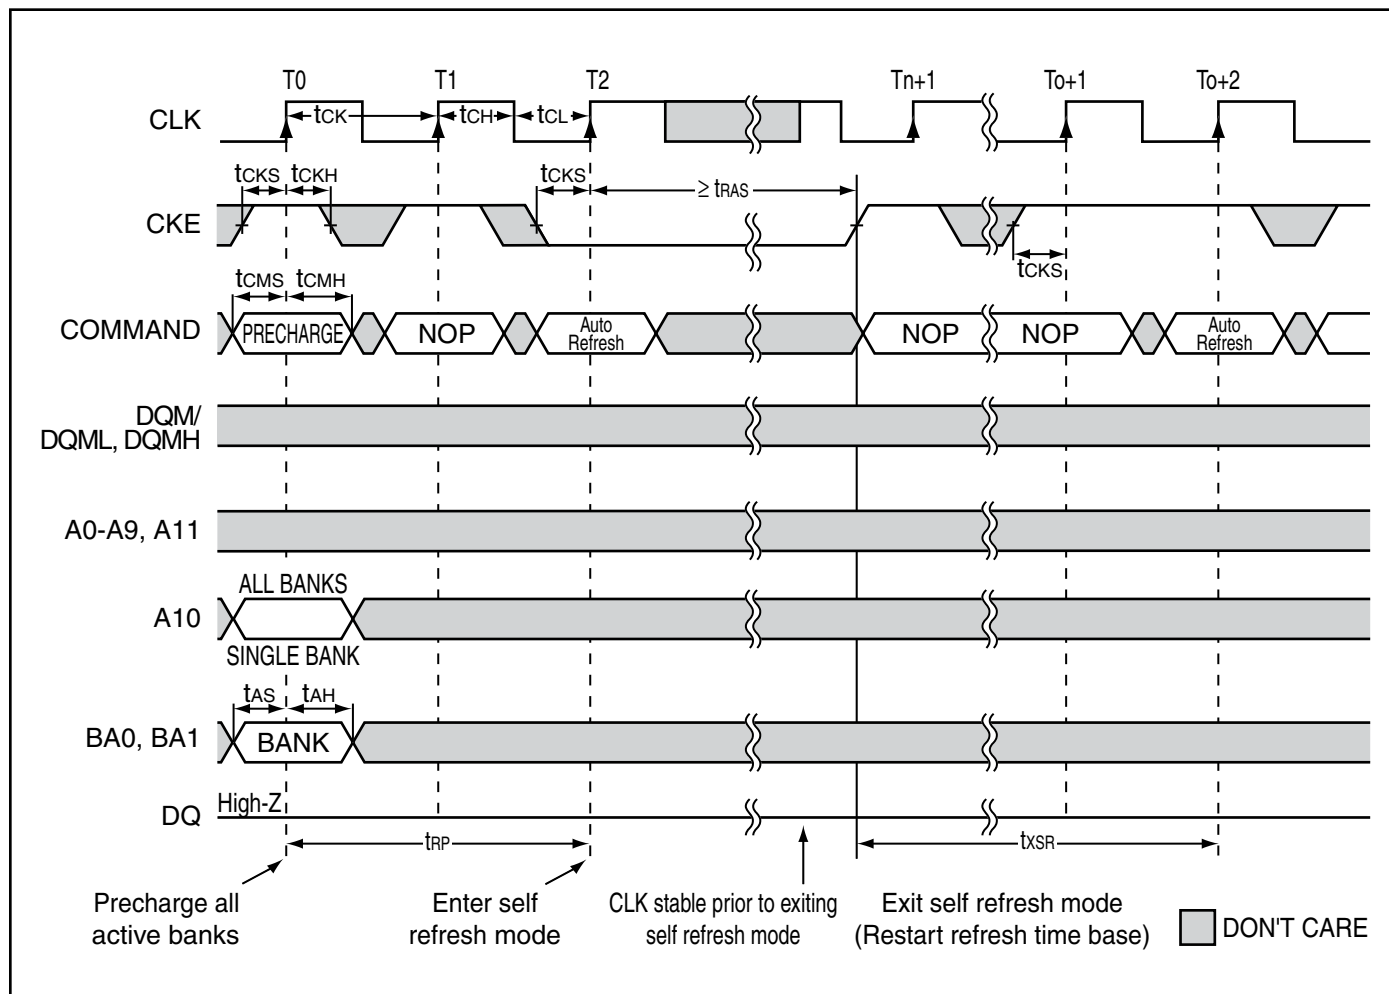 T0 T1 T2 Tn+1 To+1 To+2
CLK
tCK tCH tCL
tCKS tCKH tCKS ≥ tRAS
CKE
tCKS
tCMS tCMH
COMMAND
PRECHARGE NOP Auto Refresh NOP NOP Auto Refresh
DQM/
DQML, DQMH
A0-A9, A11
ALL BANKS
A10
SINGLE BANK
tAS tAH
BA0, BA1
BANK
High-Z
DQ
tRP tXSR
Precharge all
active banks
Enter self
refresh mode
CLK stable prior to exiting
self refresh mode
Exit self refresh mode
(Restart refresh time base)
DON'T CARE